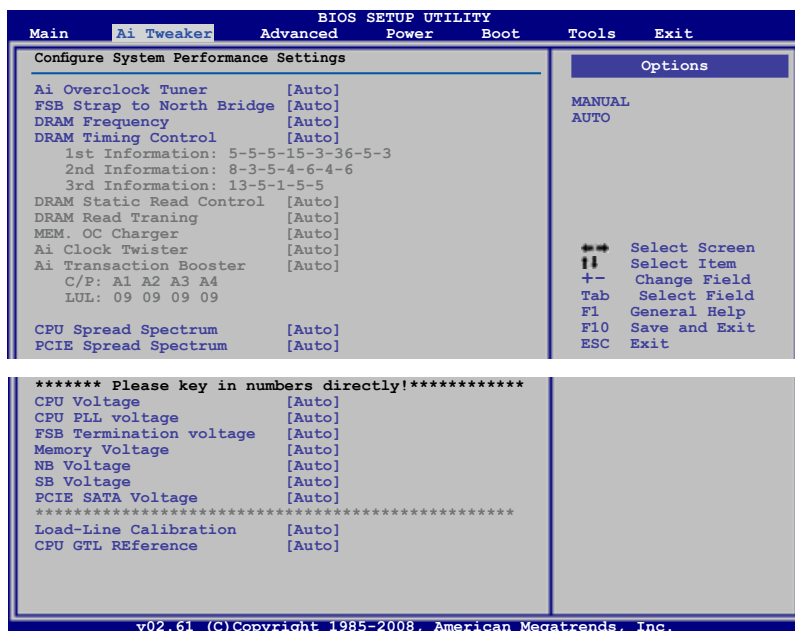 BIOS SETUP UTILITY
Main Ai Tweaker Advanced Power Boot Tools Exit
Configure System Performance Settings
Ai Overclock Tuner [Auto]
FSB Strap to North Bridge [Auto]
DRAM Frequency [Auto]
DRAM Timing Control [Auto]
1st Information: 5-5-5-15-3-36-5-3
2nd Information: 8-3-5-4-6-4-6
3rd Information: 13-5-1-5-5
DRAM Static Read Control [Auto]
DRAM Read Traning [Auto]
MEM. OC Charger [Auto]
Ai Clock Twister [Auto]
Ai Transaction Booster [Auto]
C/P: A1 A2 A3 A4
LUL: 09 09 09 09
CPU Spread Spectrum [Auto]
PCIE Spread Spectrum [Auto]
Options
MANUAL
AUTO
Select Screen
Select Item
+- Change Field
Tab Select Field
F1 General Help
F10 Save and Exit
ESC Exit
******* Please key in numbers directly!************
CPU Voltage [Auto]
CPU PLL voltage [Auto]
FSB Termination voltage [Auto]
Memory Voltage [Auto]
NB Voltage [Auto]
SB Voltage [Auto]
PCIE SATA Voltage [Auto]
**************************************************
Load-Line Calibration [Auto]
CPU GTL REference [Auto]
v02.61 (C)Copyright 1985-2008, American Megatrends, Inc.